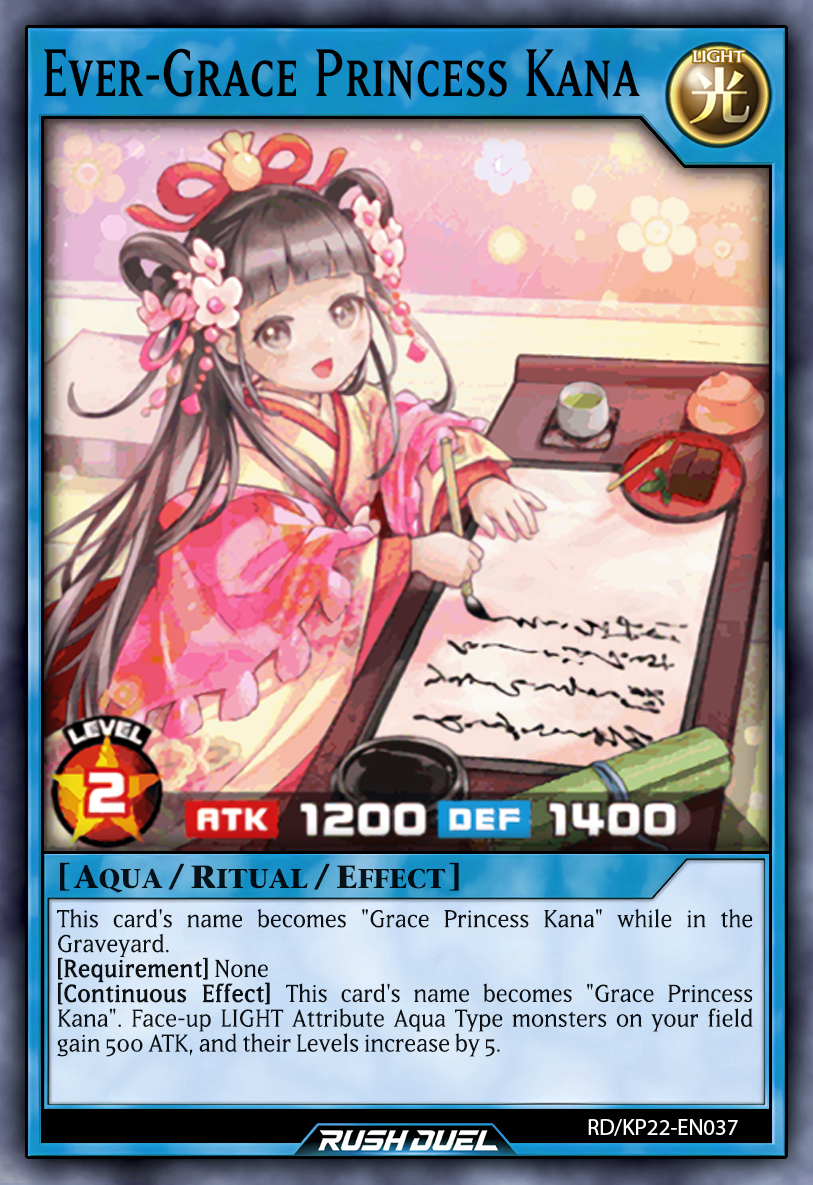 Ever-Grace Princess Kana
LIGHT
光
LEVEL
2
ATK 1200 DEF 1400
[Aqua / Ritual / Effect]
This card's name becomes "Grace Princess Kana" while in the
Graveyard.
[Requirement] None
[Continuous Effect] This card's name becomes "Grace Princess
Kana". Face-up LIGHT Attribute Aqua Type monsters on your field
gain 500 ATK, and their Levels increase by 5.
RD/KP22-EN037
RUSH DUEL